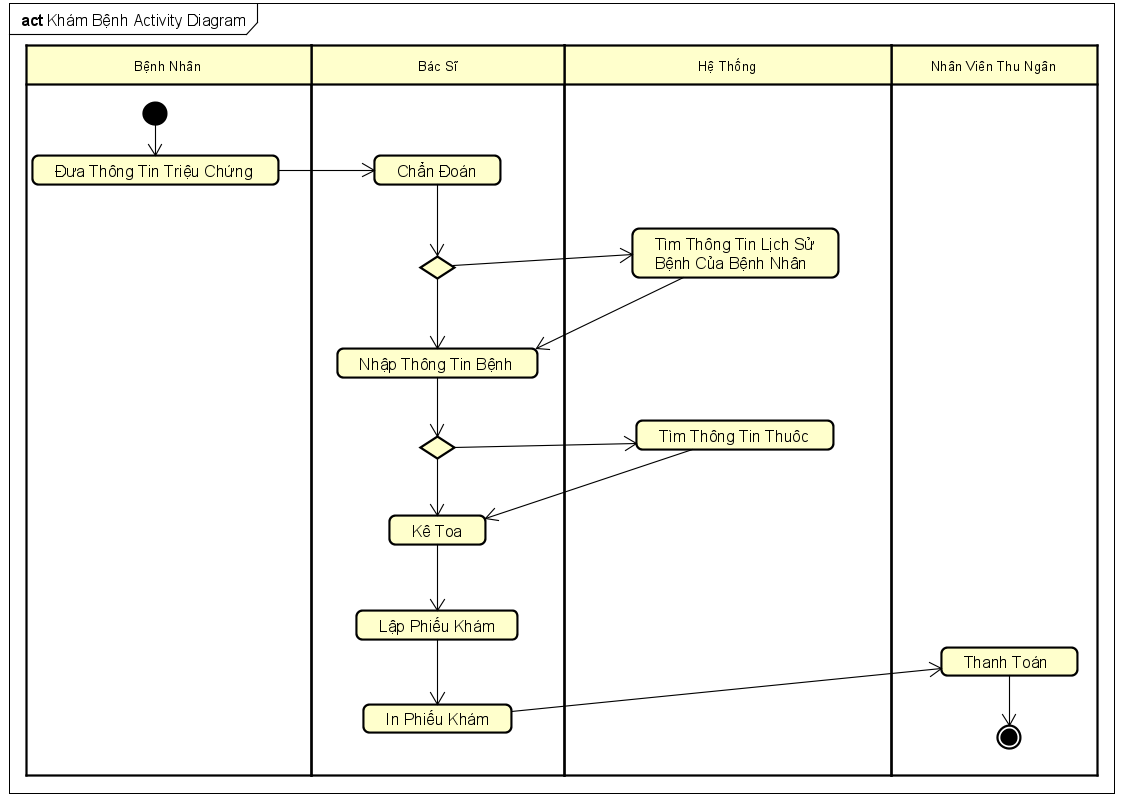 act Khám Bệnh Activity Diagram
Bệnh Nhân
Bác Sĩ
Hệ Thống
Nhân Viên Thu Ngân
Đưa Thông Tin Triệu Chứng
Chẩn Đoán
Tìm Thông Tin Lịch Sử
Bệnh Của Bệnh Nhân
Nhập Thông Tin Bệnh
Tìm Thông Tin Thuôc
Kê Toa
Lập Phiếu Khám
Thanh Toán
In Phiếu Khám